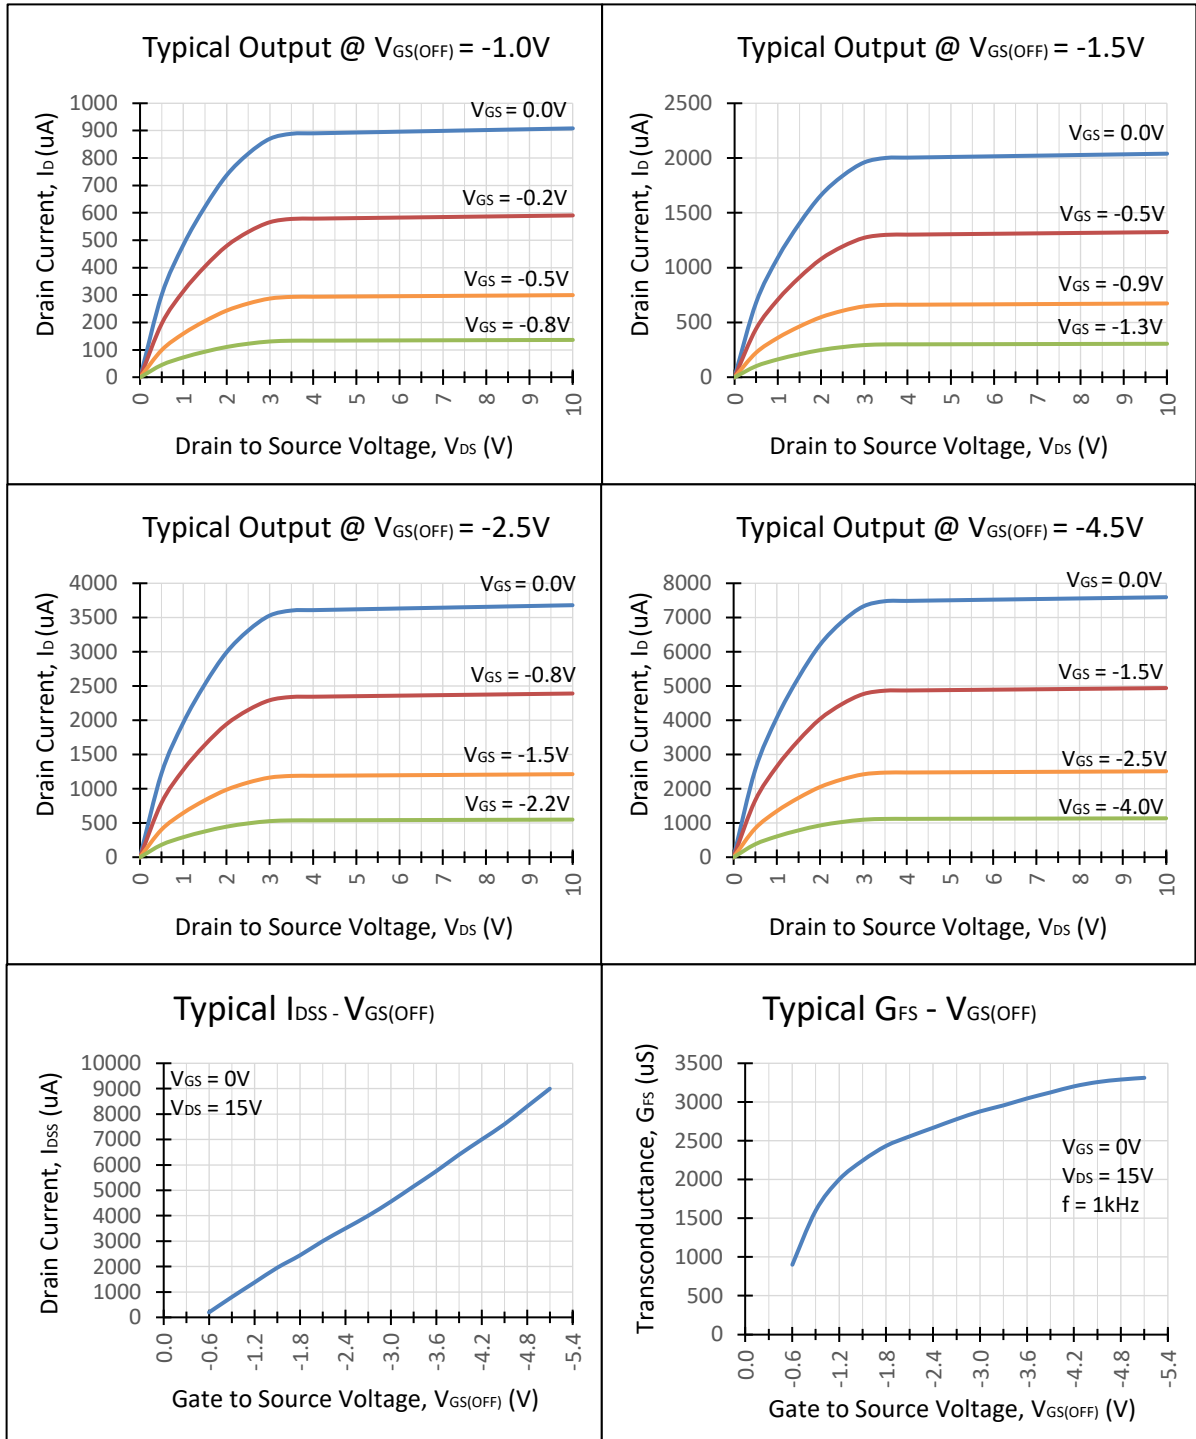 Typical Output @ VGS(OFF) = -1.0V
Drain Current, ID (uA)
1000
900
800
700
600
500
400
300
200
100
0
VGS = 0.0V
VGS = -0.2V
VGS = -0.5V
VGS = -0.8V
0 1 2 3 4 5 6 7 8 9 10
Drain to Source Voltage, VDS (V)
Typical Output @ VGS(OFF) = -1.5V
Drain Current, ID (uA)
2500
2000
1500
1000
500
0
VGS = 0.0V
VGS = -0.5V
VGS = -0.9V
VGS = -1.3V
0 1 2 3 4 5 6 7 8 9 10
Drain to Source Voltage, VDS (V)
Typical Output @ VGS(OFF) = -2.5V
Drain Current, ID (uA)
4000
3500
3000
2500
2000
1500
1000
500
0
VGS = 0.0V
VGS = -0.8V
VGS = -1.5V
VGS = -2.2V
0 1 2 3 4 5 6 7 8 9 10
Drain to Source Voltage, VDS (V)
Typical Output @ VGS(OFF) = -4.5V
Drain Current, ID (uA)
8000
7000
6000
5000
4000
3000
2000
1000
0
VGS = 0.0V
VGS = -1.5V
VGS = -2.5V
VGS = -4.0V
0 1 2 3 4 5 6 7 8 9 10
Drain to Source Voltage, VDS (V)
Typical IDSS - VGS(OFF)
Drain Current, IDSS (uA)
10000
9000
8000
7000
6000
5000
4000
3000
2000
1000
0
VGS = 0V
VDS = 15V
0.0 -0.6 -1.2 -1.8 -2.4 -3.0 -3.6 -4.2 -4.8 -5.4
Gate to Source Voltage, VGS(OFF) (V)
Typical GFS - VGS(OFF)
Transconductance, GFS (uS)
3500
3000
2500
2000
1500
1000
500
0
VGS = 0V
VDS = 15V
f = 1kHz
0.0 -0.6 -1.2 -1.8 -2.4 -3.0 -3.6 -4.2 -4.8 -5.4
Gate to Source Voltage, VGS(OFF) (V)